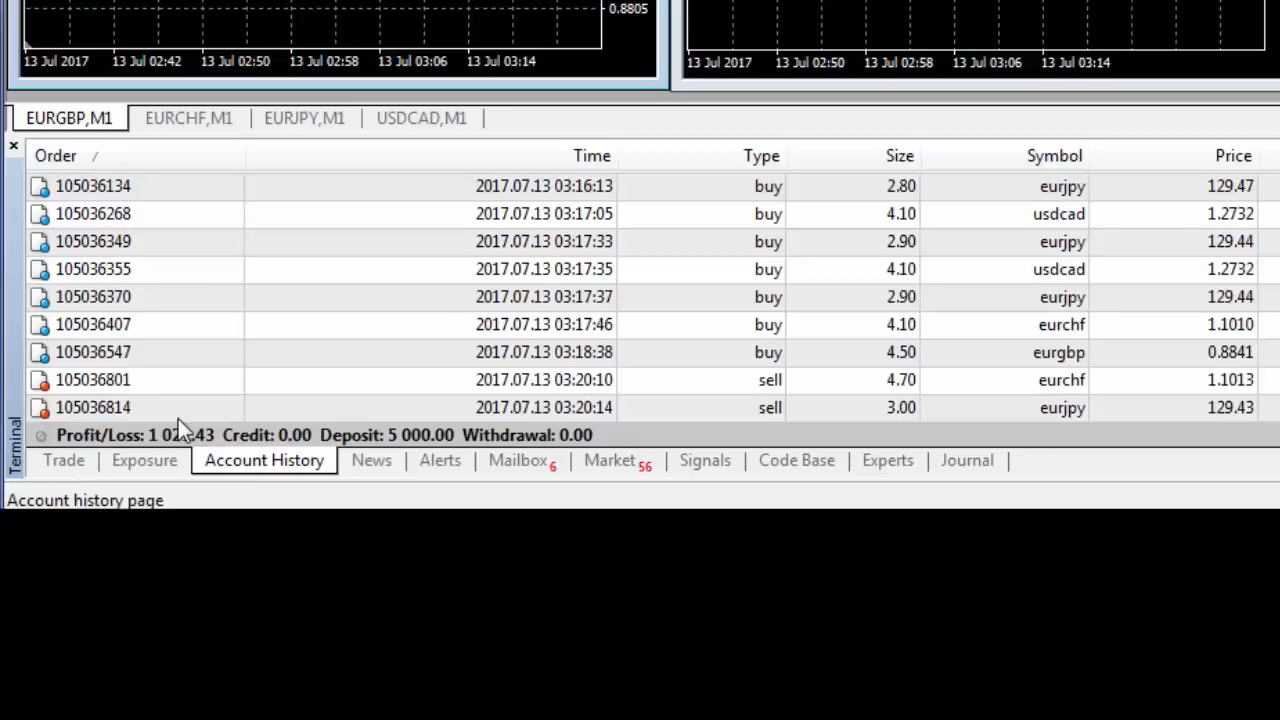 0.8805
13 Jul 2017 13 Jul 02:42 13 Jul 02:50 13 Jul 02:58 13 Jul 03:06 13 Jul 03:14
13 Jul 2017 13 Jul 02:50 13 Jul 02:58 13 Jul 03:06 13 Jul 03:14
EURGBP,M1 EURCHF,M1 EURJPY,M1 USDCAD,M1
Order / Time Type Size Symbol Price
105036134 2017.07.13 03:16:13 buy 2.80 eurjpy 129.47
105036268 2017.07.13 03:17:05 buy 4.10 usdcad 1.2732
105036349 2017.07.13 03:17:33 buy 2.90 eurjpy 129.44
105036355 2017.07.13 03:17:35 buy 4.10 usdcad 1.2732
105036370 2017.07.13 03:17:37 buy 2.90 eurjpy 129.44
105036407 2017.07.13 03:17:46 buy 4.10 eurchf 1.1010
105036547 2017.07.13 03:18:38 buy 4.50 eurgbp 0.8841
105036801 2017.07.13 03:20:10 sell 4.70 eurchf 1.1013
105036814 2017.07.13 03:20:14 sell 3.00 eurjpy 129.43
Profit/Loss: Credit: 0.00 Deposit: 5 000.00 Withdrawal: 0.00
Terminal
Trade Exposure Account History News Alerts Mailbox 6 Market 56 Signals Code Base Experts Journal
Account history page